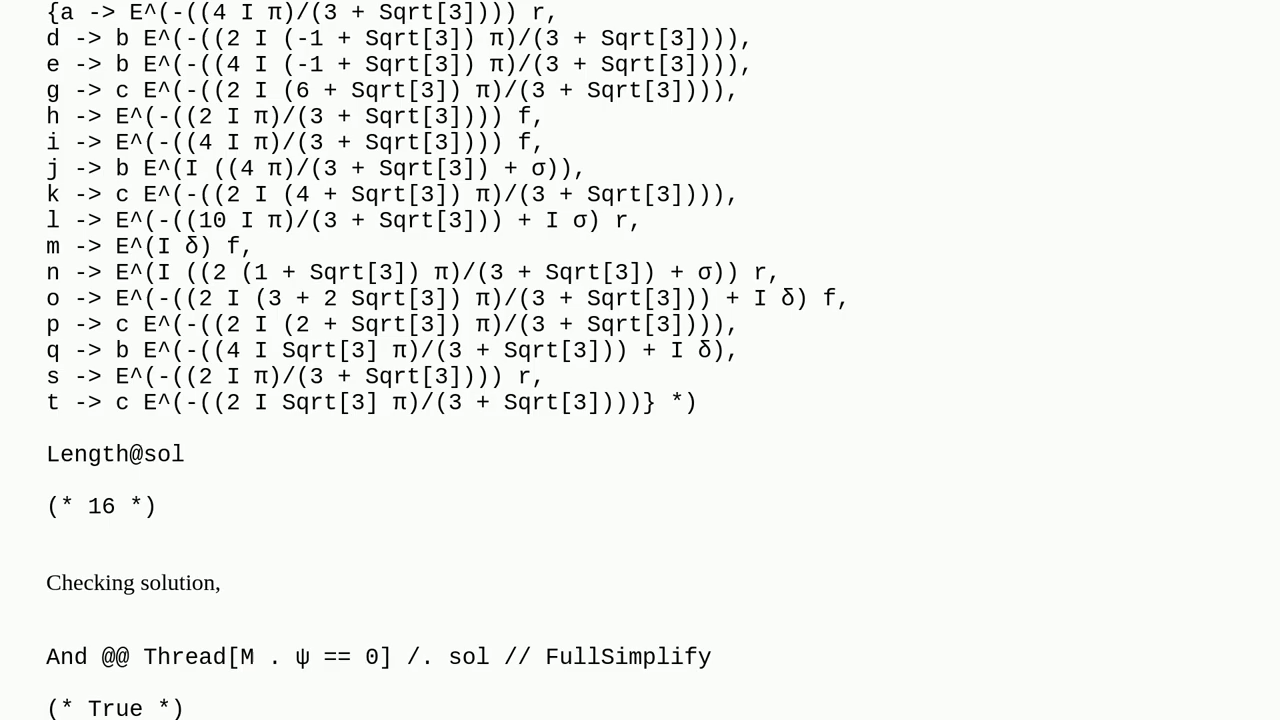 {a -> E^(-((4 I π)/(3 + Sqrt[3]))) r,
d -> b E^(-((2 I (-1 + Sqrt[3]) π)/(3 + Sqrt[3]))),
e -> b E^(-((4 I (-1 + Sqrt[3]) π)/(3 + Sqrt[3]))),
g -> c E^(-((2 I (6 + Sqrt[3]) π)/(3 + Sqrt[3]))),
h -> E^(-((2 I π)/(3 + Sqrt[3]))) f,
i -> E^(-((4 I π)/(3 + Sqrt[3]))) f,
j -> b E^(I ((4 π)/(3 + Sqrt[3]) + σ)),
k -> c E^(-((2 I (4 + Sqrt[3]) π)/(3 + Sqrt[3]))),
l -> E^(-((10 I π)/(3 + Sqrt[3])) + I σ) r,
m -> E^(I δ) f,
n -> E^(I ((2 (1 + Sqrt[3]) π)/(3 + Sqrt[3]) + σ)) r,
o -> E^(-((2 I (3 + 2 Sqrt[3]) π)/(3 + Sqrt[3])) + I δ) f,
p -> c E^(-((2 I (2 + Sqrt[3]) π)/(3 + Sqrt[3]))),
q -> b E^(-((4 I Sqrt[3] π)/(3 + Sqrt[3])) + I δ),
s -> E^(-((2 I π)/(3 + Sqrt[3]))) r,
t -> c E^(-((2 I Sqrt[3] π)/(3 + Sqrt[3])))} *)
Length@sol
(* 16 *)
Checking solution,
And @@ Thread[M . ψ == 0] /. sol // FullSimplify
(* True *)